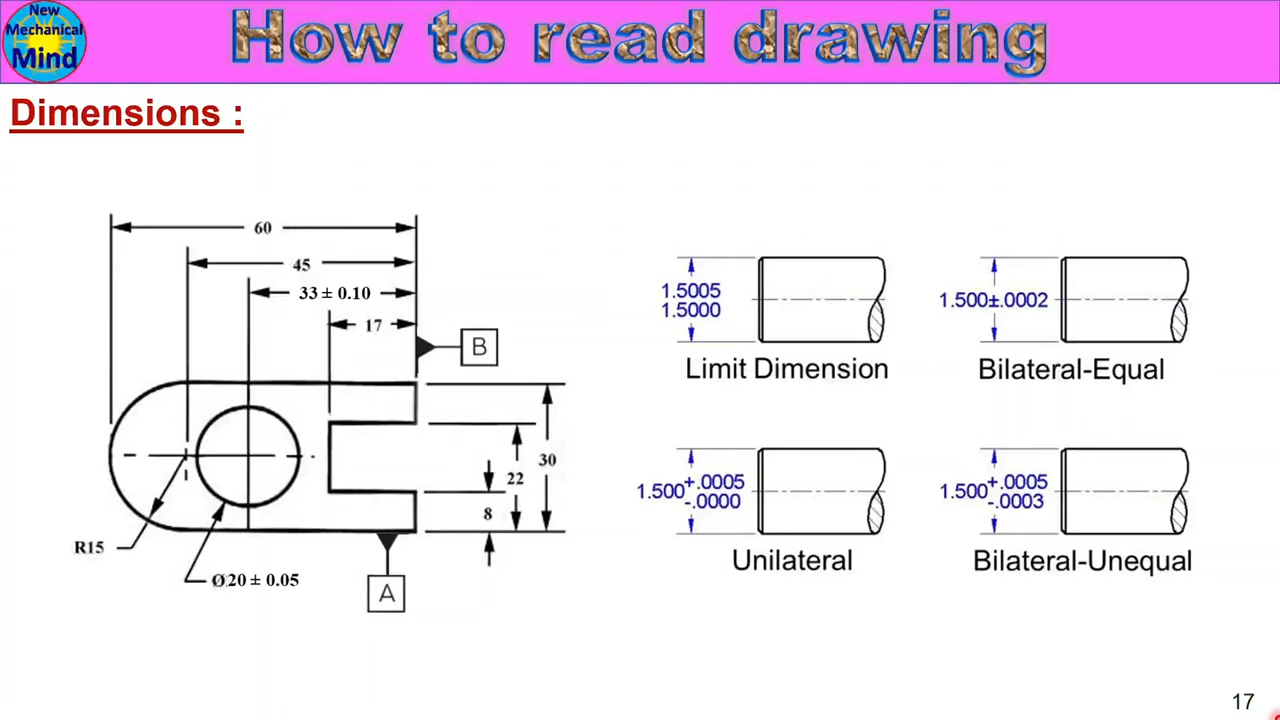 New
Mechanical
Mind
How to read drawing
Dimensions :
60
45
33 ± 0.10
17
B
30
22
8
R15
Ø20 ± 0.05
A
1.5005
1.5000
Limit Dimension
1.500±.0002
Bilateral-Equal
1.500+.0005
-.0000
Unilateral
1.500+.0005
-.0003
Bilateral-Unequal
17